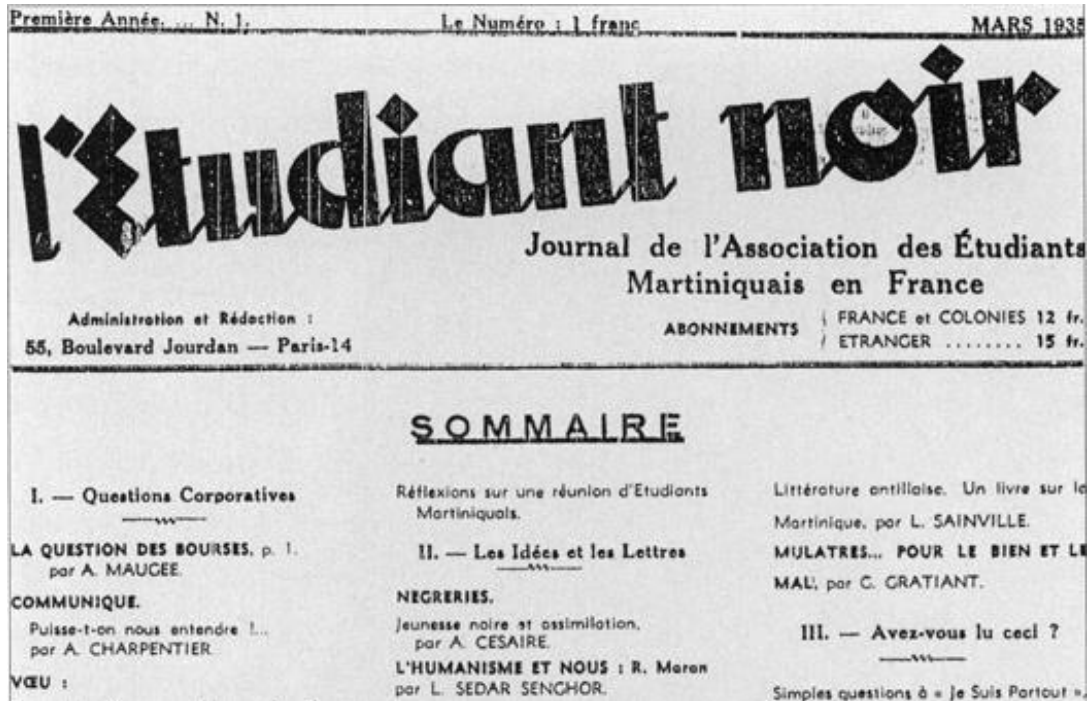 Première Année. ... N. 1.
Le Numéro : 1 franc
MARS 1935
l'Étudiant noir
Journal de l'Association des Étudiants
Martiniquais en France
Administration et Rédaction :
55, Boulevard Jourdan — Paris-14
ABONNEMENTS
FRANCE et COLONIES 12 fr.
ETRANGER ........ 15 fr.
SOMMAIRE
I. — Questions Corporatives
LA QUESTION DES BOURSES, p. 1.
par A. MAUGEE.
COMMUNIQUE.
Puisse-t-on nous entendre !...
par A. CHARPENTIER
VŒU :
Réflexions sur une réunion d'Etudiants
Martiniquais.
II. — Les Idées et les Lettres
NEGRERIES.
Jeunesse noire et assimilation,
par A. CESAIRE.
L'HUMANISME ET NOUS : R. Maran
par L. SEDAR SENGHOR.
Littérature antillaise. Un livre sur la
Martinique, par L. SAINVILLE.
MULATRES... POUR LE BIEN ET LE
MAL', par G. GRATIANT.
III. — Avez-vous lu ceci ?
Simples questions à « Je Suis Partout ».